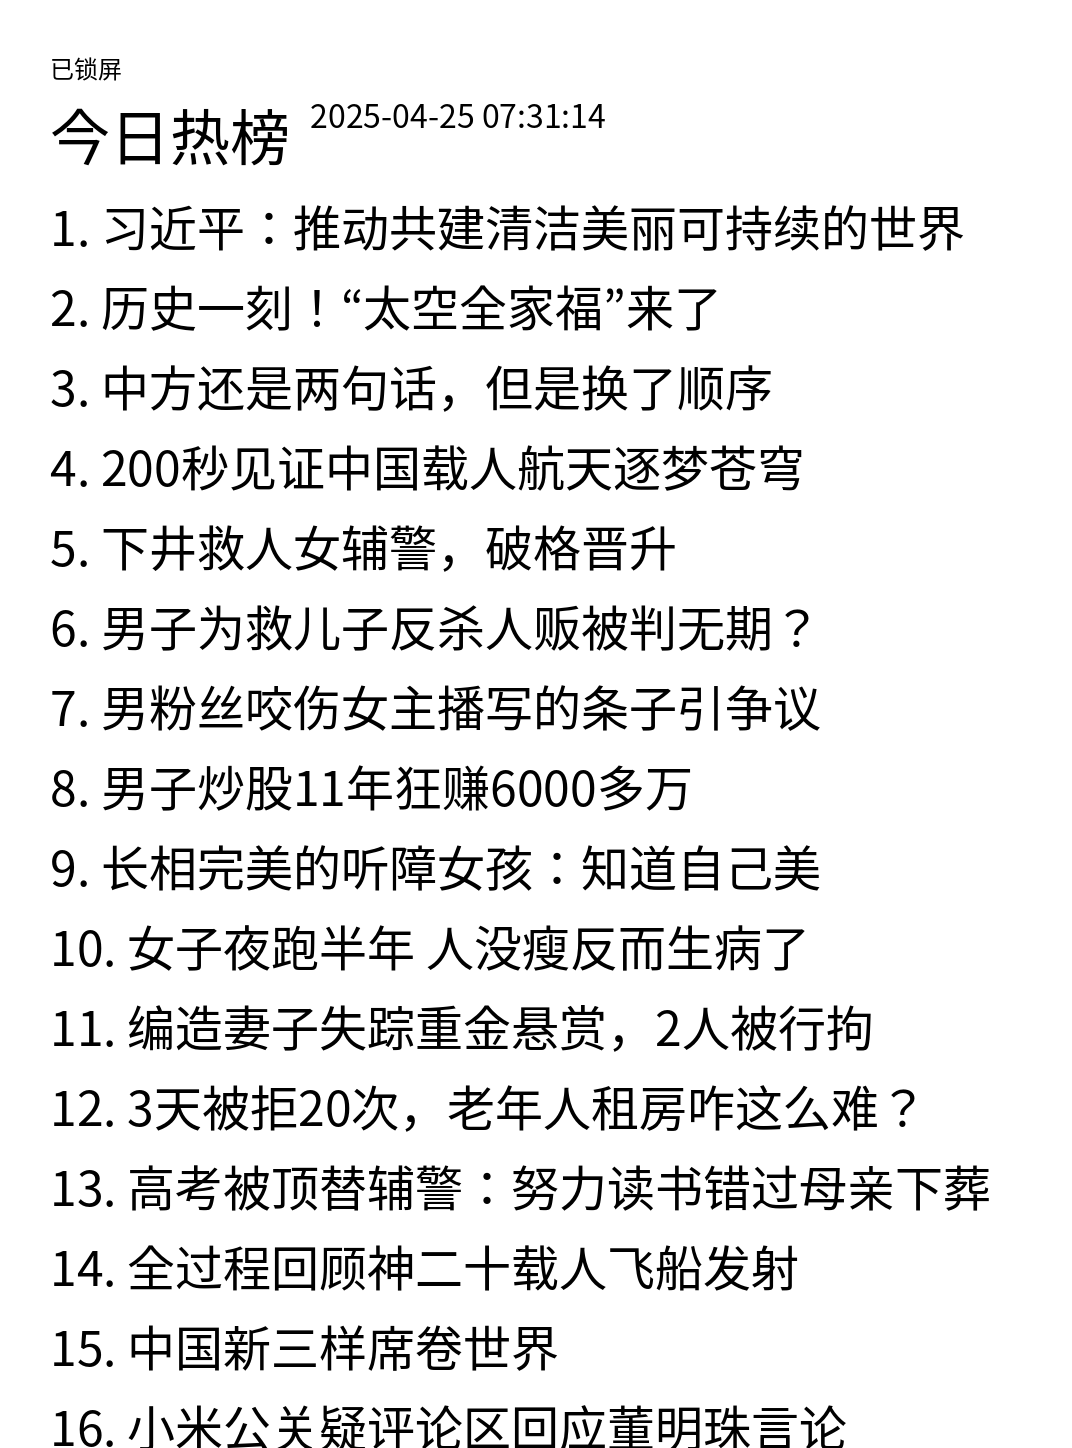 已锁屏
今日热榜 2025-04-25 07:31:14
1. 习近平：推动共建清洁美丽可持续的世界
2. 历史一刻！“太空全家福”来了
3. 中方还是两句话，但是换了顺序
4. 200秒见证中国载人航天逐梦苍穹
5. 下井救人女辅警，破格晋升
6. 男子为救儿子反杀人贩被判无期？
7. 男粉丝咬伤女主播写的条子引争议
8. 男子炒股11年狂赚6000多万
9. 长相完美的听障女孩：知道自己美
10. 女子夜跑半年 人没瘦反而生病了
11. 编造妻子失踪重金悬赏，2人被行拘
12. 3天被拒20次，老年人租房咋这么难？
13. 高考被顶替辅警：努力读书错过母亲下葬
14. 全过程回顾神二十载人飞船发射
15. 中国新三样席卷世界
16. 小米公关疑评论区回应董明珠言论